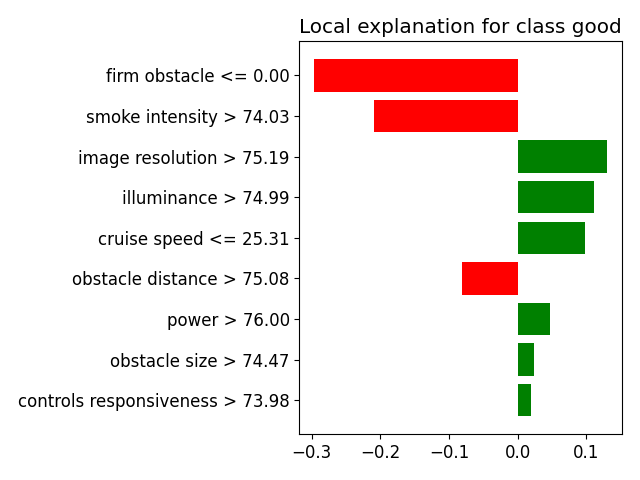 Local explanation for class good
firm obstacle <= 0.00
smoke intensity > 74.03
image resolution > 75.19
illuminance > 74.99
cruise speed <= 25.31
obstacle distance > 75.08
power > 76.00
obstacle size > 74.47
controls responsiveness > 73.98
−0.3 −0.2 −0.1 0.0 0.1